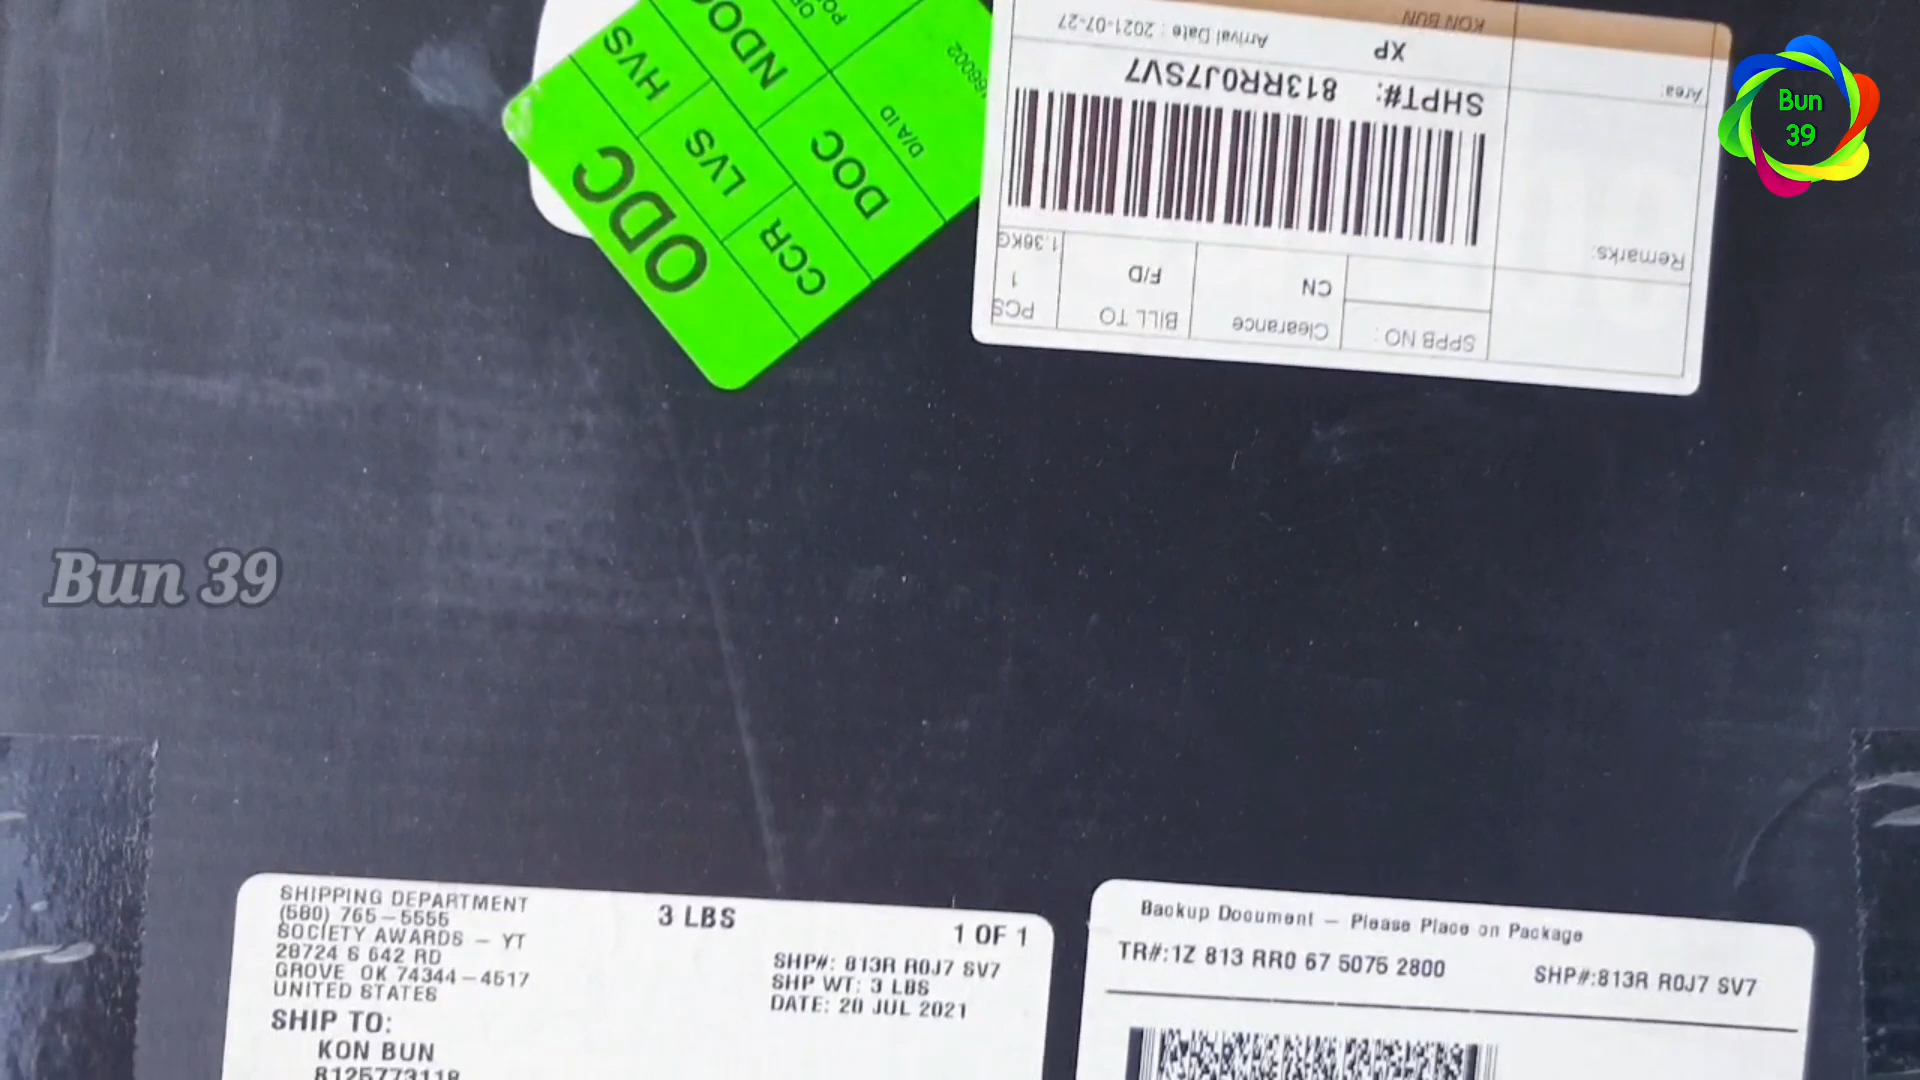 HVS
NDOC
ODC
LVS
DOC
CCR
D/A ID
KON BUN
XP
Arrival Date : 2021-07-27
Area:
SHPT#: 813RR0J7SV7
Remarks:
SPPB NO :
Clearance
CN
BILL TO
F/D
PCS
1
1.36KG
Bun
39
Bun 39
SHIPPING DEPARTMENT
(580) 765-5555
SOCIETY AWARDS - YT
28724 S 642 RD
GROVE OK 74344-4517
UNITED STATES
SHIP TO:
KON BUN
8125773118
3 LBS
1 OF 1
SHP#: 813R R0J7 SV7
SHP WT: 3 LBS
DATE: 20 JUL 2021
Backup Document - Please Place on Package
TR#:1Z 813 RR0 67 5075 2800
SHP#:813R R0J7 SV7